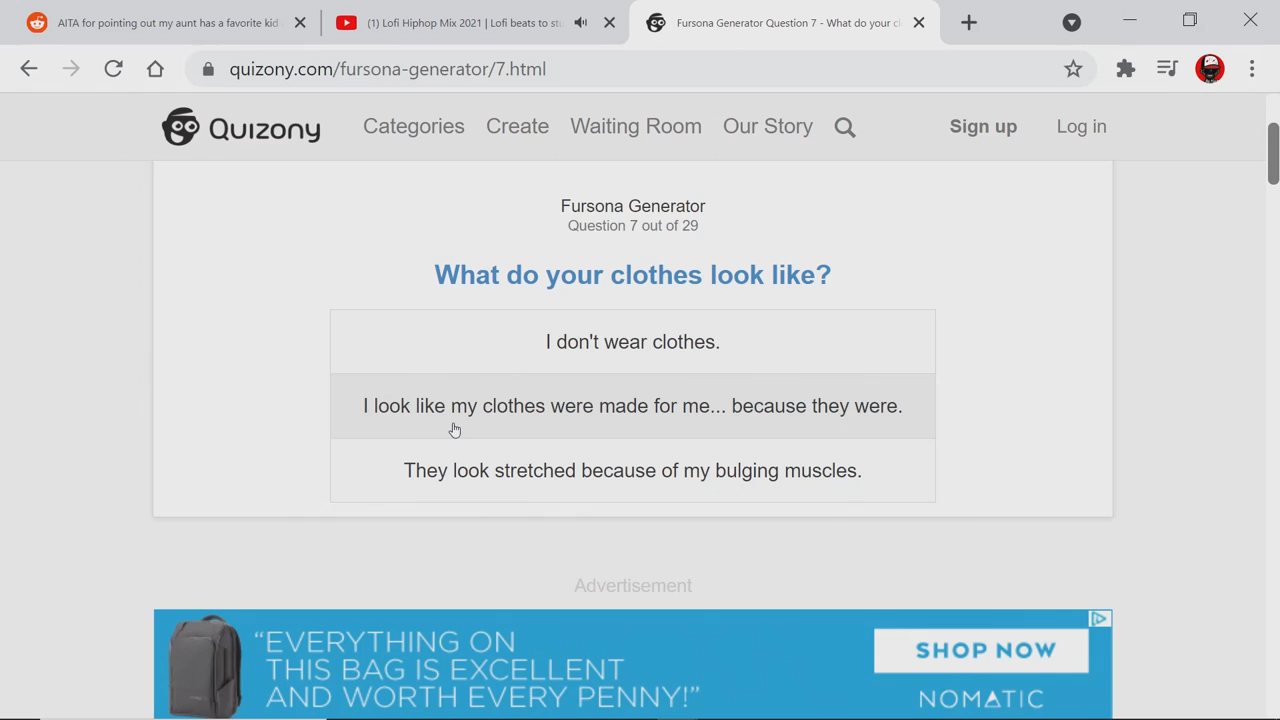 AITA for pointing out my aunt has a favorite kid
(1) Lofi Hiphop Mix 2021 | Lofi beats to stu
Fursona Generator Question 7 - What do your cl
quizony.com/fursona-generator/7.html
Quizony
Categories
Create
Waiting Room
Our Story
Sign up
Log in
Fursona Generator
Question 7 out of 29
What do your clothes look like?
I don't wear clothes.
I look like my clothes were made for me... because they were.
They look stretched because of my bulging muscles.
Advertisement
“EVERYTHING ON
THIS BAG IS EXCELLENT
AND WORTH EVERY PENNY!”
SHOP NOW
NOMATIC